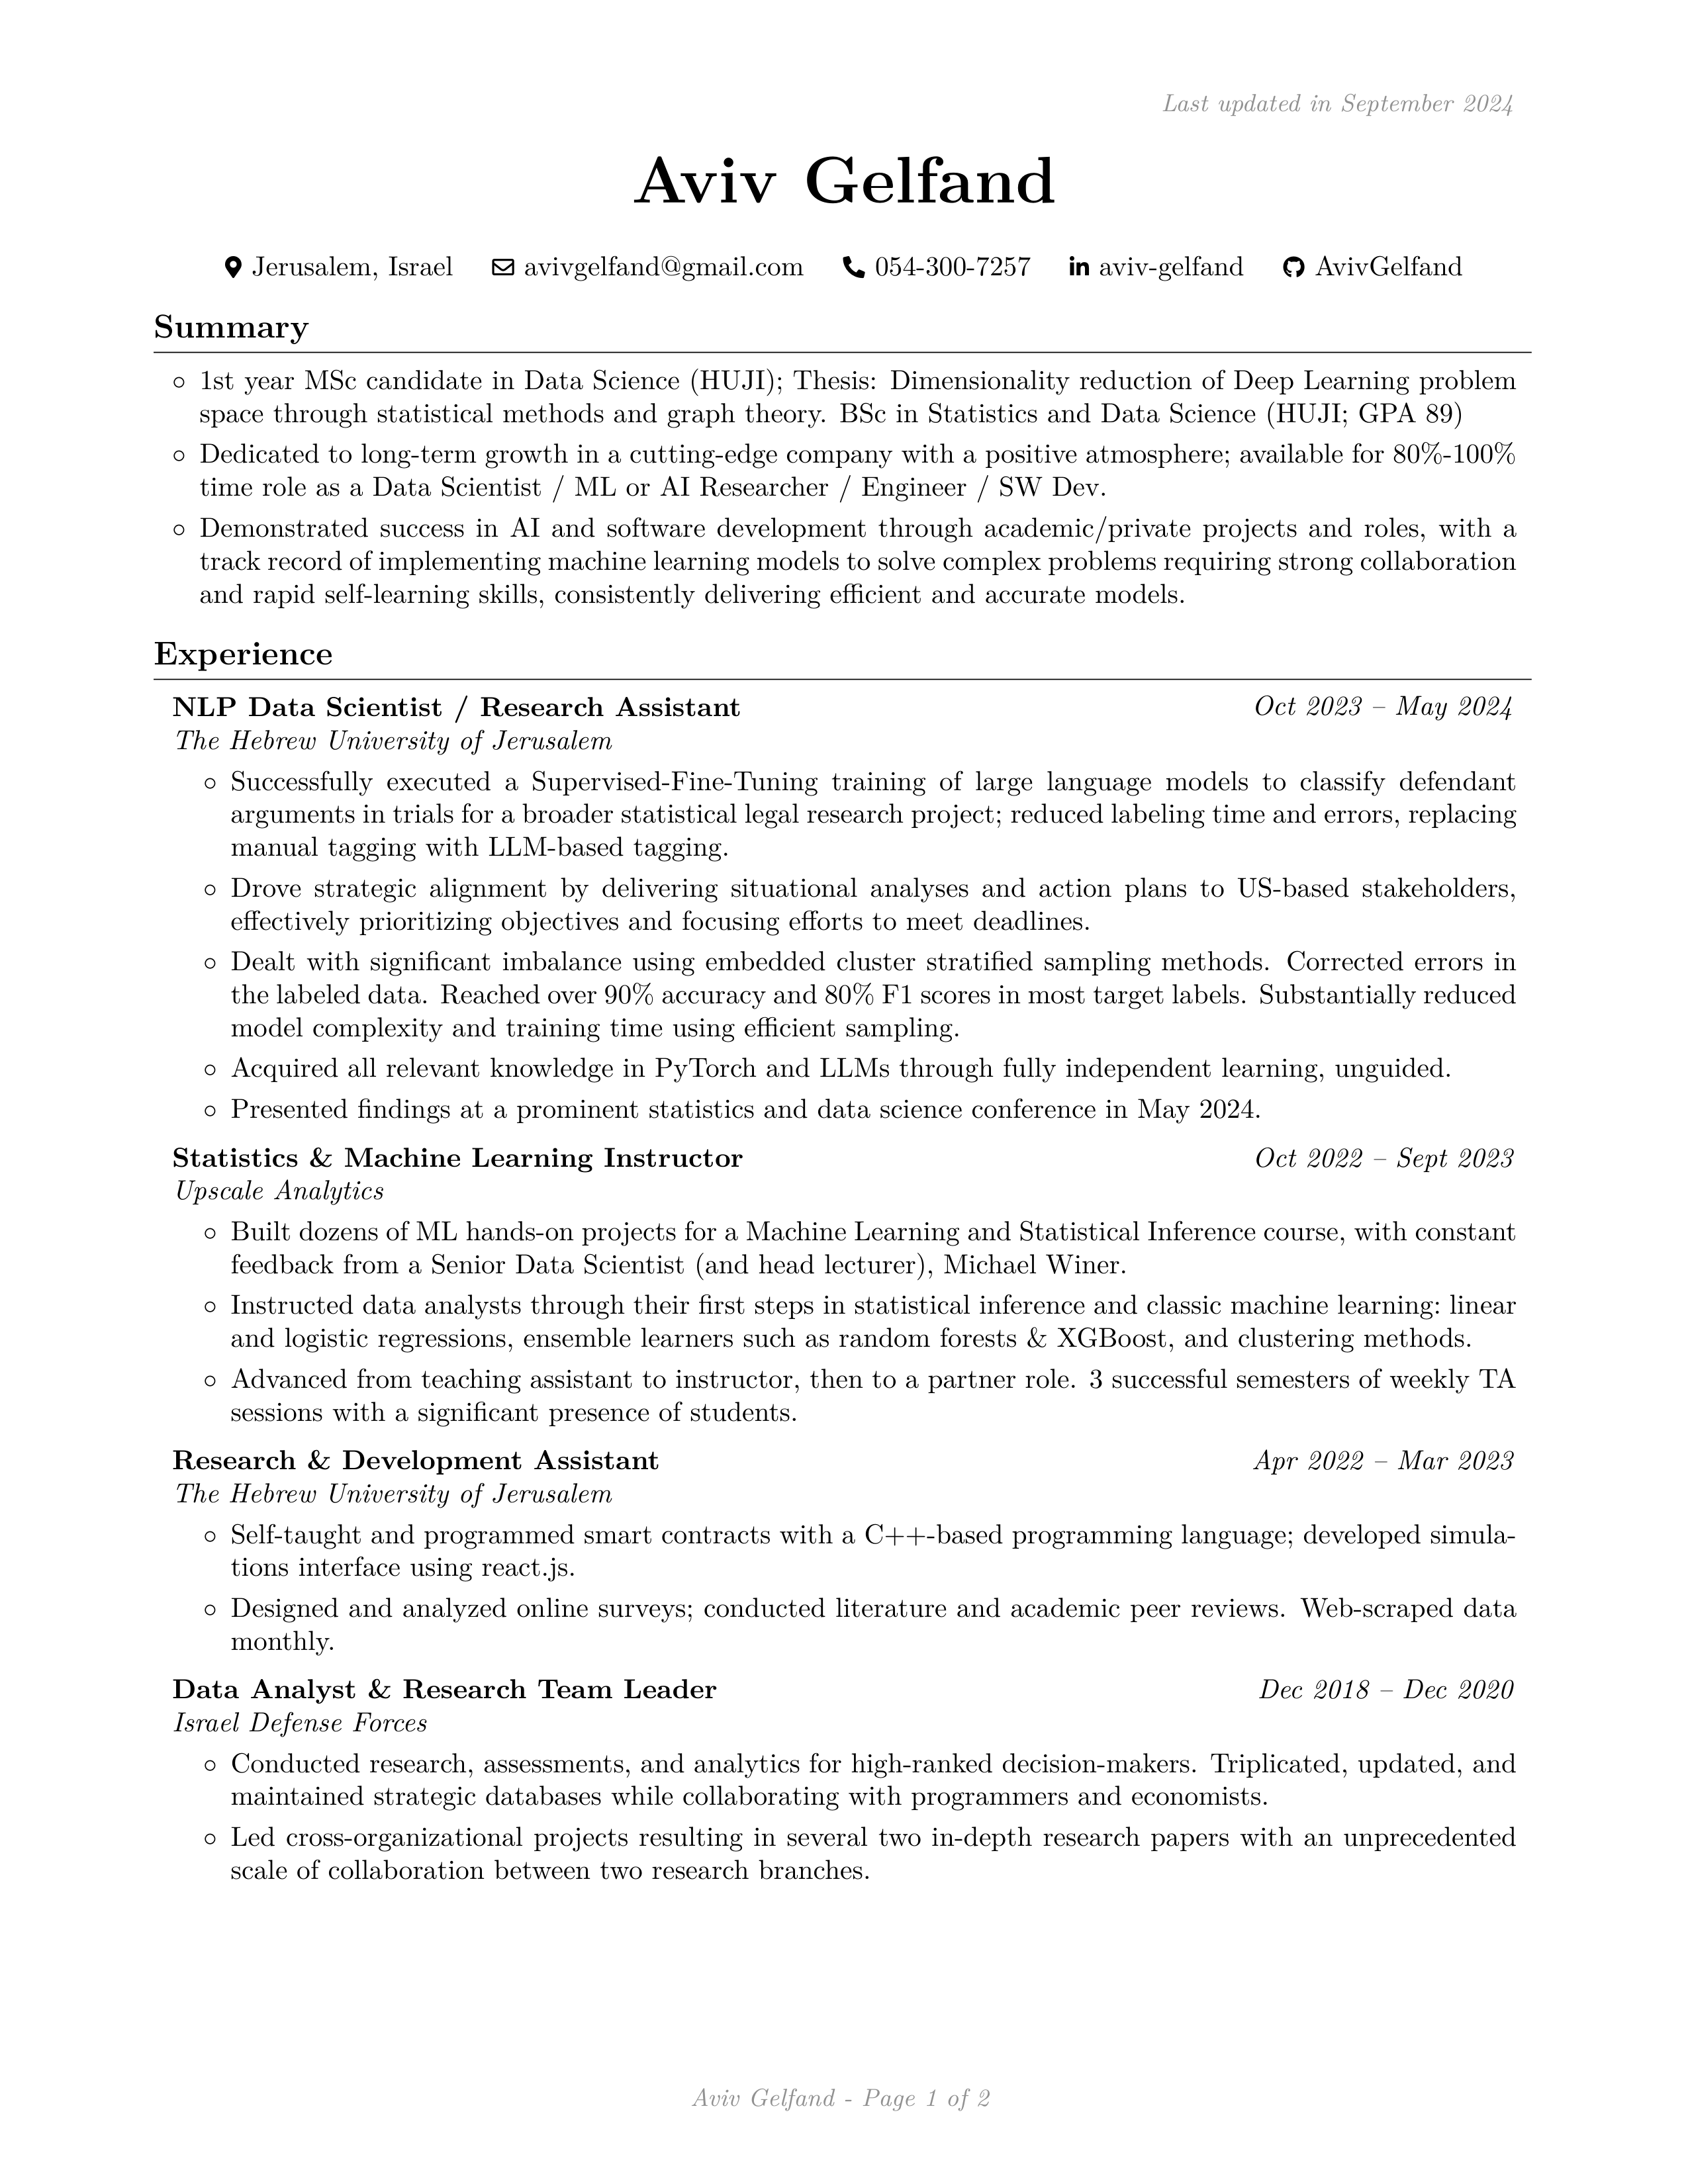 Last updated in September 2024
Aviv Gelfand
Jerusalem, Israel avivgelfand@gmail.com 054-300-7257 aviv-gelfand AvivGelfand
Summary
◦ 1st year MSc candidate in Data Science (HUJI); Thesis: Dimensionality reduction of Deep Learning problem
space through statistical methods and graph theory. BSc in Statistics and Data Science (HUJI; GPA 89)
◦ Dedicated to long-term growth in a cutting-edge company with a positive atmosphere; available for 80%-100%
time role as a Data Scientist / ML or AI Researcher / Engineer / SW Dev.
◦ Demonstrated success in AI and software development through academic/private projects and roles, with a
track record of implementing machine learning models to solve complex problems requiring strong collaboration
and rapid self-learning skills, consistently delivering efficient and accurate models.
Experience
NLP Data Scientist / Research Assistant Oct 2023 – May 2024
The Hebrew University of Jerusalem
◦ Successfully executed a Supervised-Fine-Tuning training of large language models to classify defendant
arguments in trials for a broader statistical legal research project; reduced labeling time and errors, replacing
manual tagging with LLM-based tagging.
◦ Drove strategic alignment by delivering situational analyses and action plans to US-based stakeholders,
effectively prioritizing objectives and focusing efforts to meet deadlines.
◦ Dealt with significant imbalance using embedded cluster stratified sampling methods. Corrected errors in
the labeled data. Reached over 90% accuracy and 80% F1 scores in most target labels. Substantially reduced
model complexity and training time using efficient sampling.
◦ Acquired all relevant knowledge in PyTorch and LLMs through fully independent learning, unguided.
◦ Presented findings at a prominent statistics and data science conference in May 2024.
Statistics & Machine Learning Instructor Oct 2022 – Sept 2023
Upscale Analytics
◦ Built dozens of ML hands-on projects for a Machine Learning and Statistical Inference course, with constant
feedback from a Senior Data Scientist (and head lecturer), Michael Winer.
◦ Instructed data analysts through their first steps in statistical inference and classic machine learning: linear
and logistic regressions, ensemble learners such as random forests & XGBoost, and clustering methods.
◦ Advanced from teaching assistant to instructor, then to a partner role. 3 successful semesters of weekly TA
sessions with a significant presence of students.
Research & Development Assistant Apr 2022 – Mar 2023
The Hebrew University of Jerusalem
◦ Self-taught and programmed smart contracts with a C++-based programming language; developed simula-
tions interface using react.js.
◦ Designed and analyzed online surveys; conducted literature and academic peer reviews. Web-scraped data
monthly.
Data Analyst & Research Team Leader Dec 2018 – Dec 2020
Israel Defense Forces
◦ Conducted research, assessments, and analytics for high-ranked decision-makers. Triplicated, updated, and
maintained strategic databases while collaborating with programmers and economists.
◦ Led cross-organizational projects resulting in several two in-depth research papers with an unprecedented
scale of collaboration between two research branches.
Aviv Gelfand - Page 1 of 2